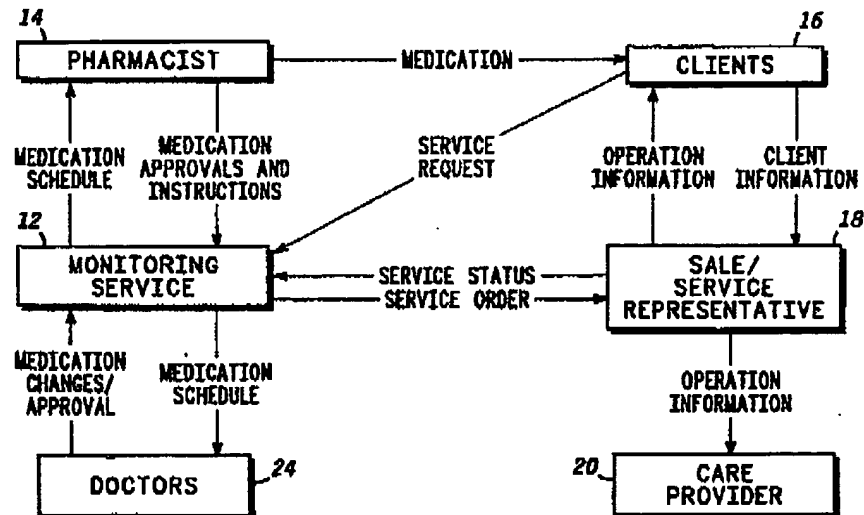 14
PHARMACIST
MEDICATION
16
CLIENTS
MEDICATION
SCHEDULE
MEDICATION
APPROVALS AND
INSTRUCTIONS
SERVICE
REQUEST
OPERATION
INFORMATION
CLIENT
INFORMATION
12
MONITORING
SERVICE
SERVICE STATUS
SERVICE ORDER
18
SALE/
SERVICE
REPRESENTATIVE
MEDICATION
CHANGES/
APPROVAL
MEDICATION
SCHEDULE
OPERATION
INFORMATION
DOCTORS
24
20
CARE
PROVIDER